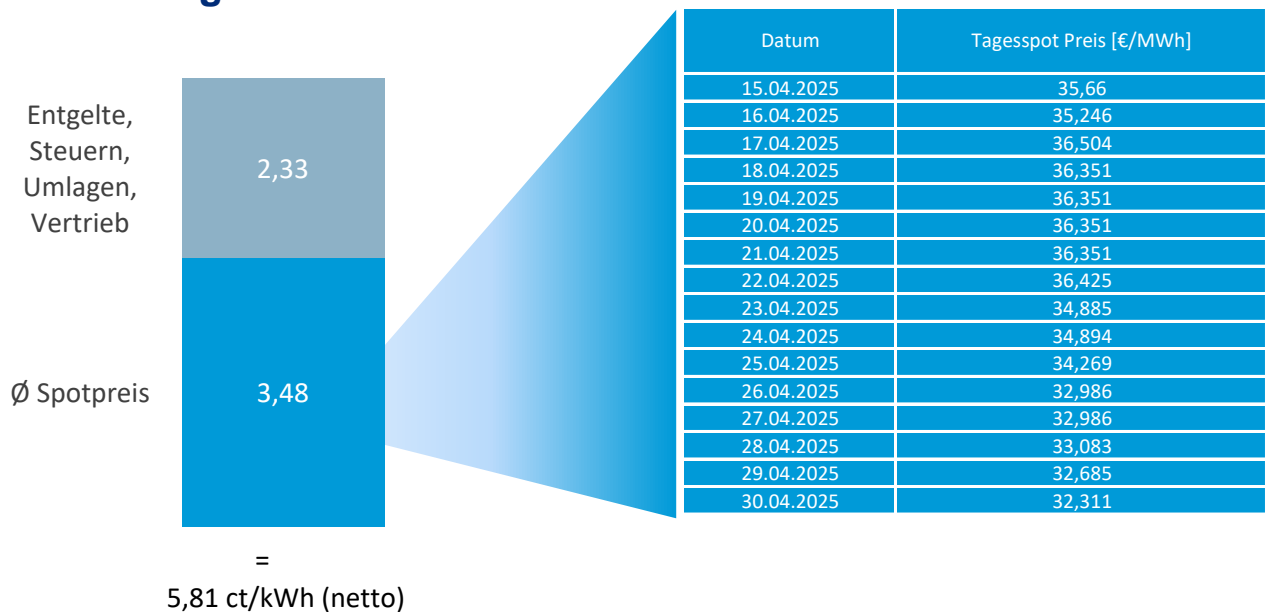 Entgelte,
Steuern,
Umlagen,
Vertrieb
2,33
Ø Spotpreis
3,48
=
5,81 ct/kWh (netto)
Datum Tagesspot Preis [€/MWh]
15.04.2025 35,66
16.04.2025 35,246
17.04.2025 36,504
18.04.2025 36,351
19.04.2025 36,351
20.04.2025 36,351
21.04.2025 36,351
22.04.2025 36,425
23.04.2025 34,885
24.04.2025 34,894
25.04.2025 34,269
26.04.2025 32,986
27.04.2025 32,986
28.04.2025 33,083
29.04.2025 32,685
30.04.2025 32,311